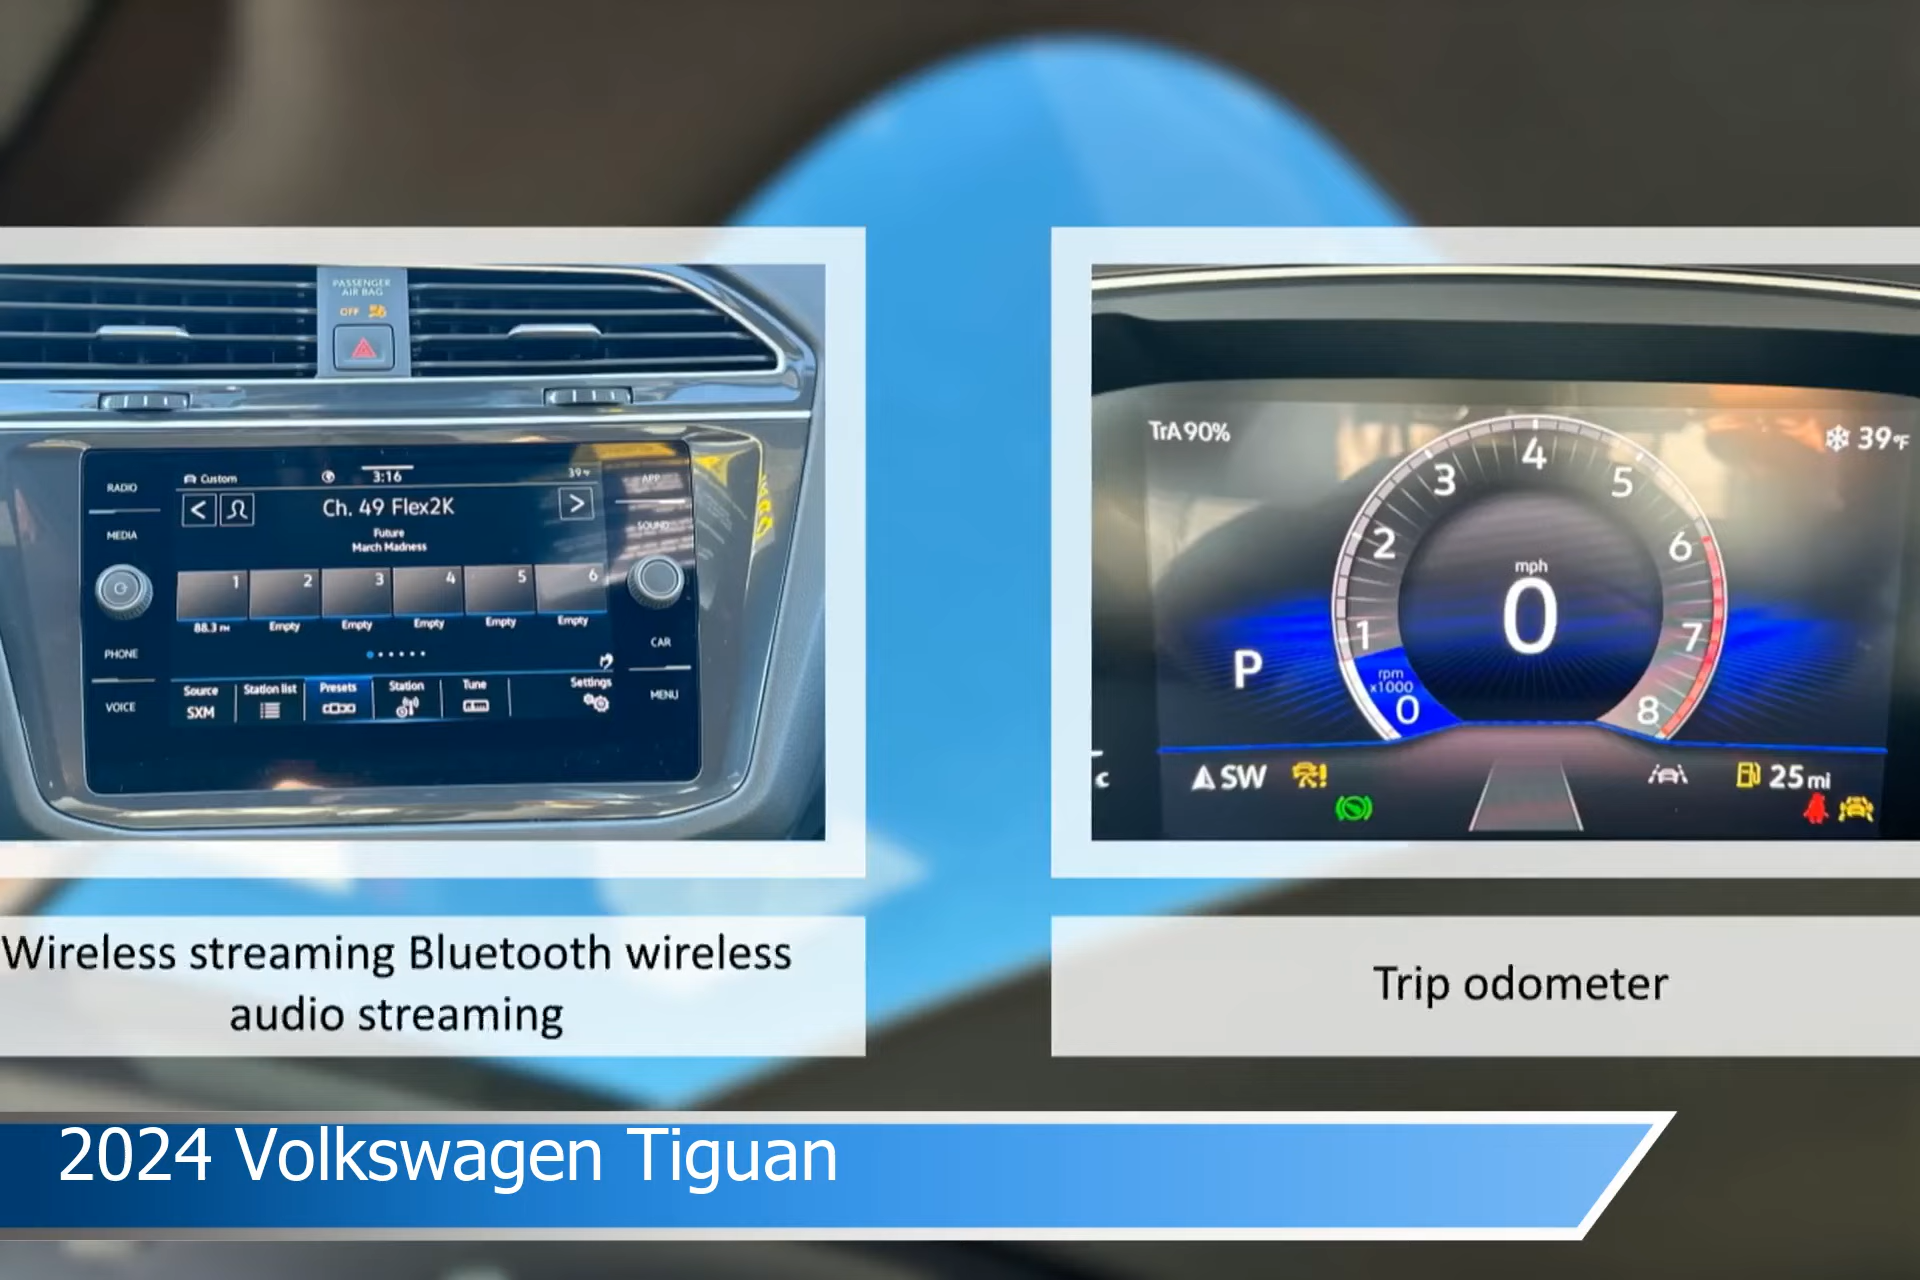 PASSENGER
AIR BAG
OFF
RADIO
MEDIA
PHONE
VOICE
Custom
3:16
39°F
Ch. 49 Flex2K
Future
March Madness
1 2 3 4 5 6
88.3 FM Empty Empty Empty Empty Empty
Source Station list Presets Station Tune Settings
SXM
APP
SOUND
CAR
MENU
TrA 90%
39°F
0 1 2 3 4 5 6 7 8
rpm
x1000
mph
0
P
SW
25 mi
c
Wireless streaming Bluetooth wireless
audio streaming
Trip odometer
2024 Volkswagen Tiguan